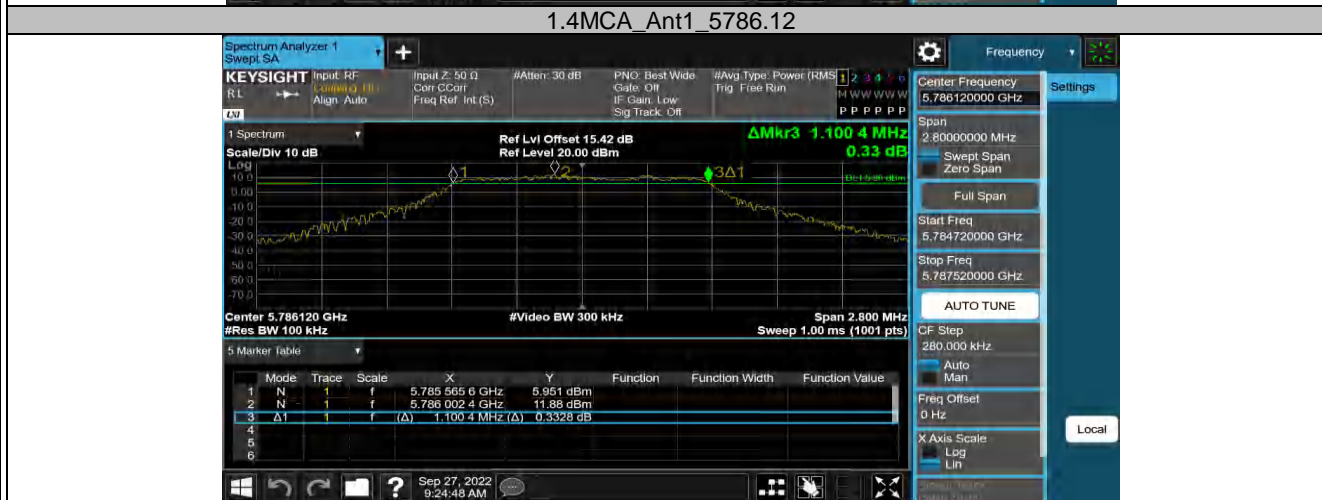 1.4MCA_Ant1_5786.12
Spectrum Analyzer 1
Swept SA
Frequency
KEYSIGHT
RL
LXI
Input: RF
Align: Auto
Input Z: 50 Ω
Corr CCorr
Freq Ref: Int (S)
#Atten: 30 dB
PNO: Best Wide
Gate: Off
IF Gain: Low
Sig Track: Off
#Avg Type: Power (RMS
Trig: Free Run
1 2 3 4 5 6
M W W W W W
P P P P P P
1 Spectrum
Scale/Div 10 dB
Ref Lvl Offset 15.42 dB
Ref Level 20.00 dBm
ΔMkr3 1.100 4 MHz
0.33 dB
Log
10.0
0.00
-10.0
-20.0
-30.0
-40.0
-50.0
-60.0
-70.0
1
2
3Δ1
Center 5.786120 GHz
#Video BW 300 kHz
Span 2.800 MHz
#Res BW 100 kHz
Sweep 1.00 ms (1001 pts)
5 Marker Table
Mode Trace Scale X Y Function Function Width Function Value
1 N 1 f 5.785 565 6 GHz 5.951 dBm
2 N 1 f 5.786 002 4 GHz 11.88 dBm
3 Δ1 1 f (Δ) 1.100 4 MHz (Δ) 0.3328 dB
4
5
6
Sep 27, 2022
9:24:48 AM
Settings
Center Frequency
5.786120000 GHz
Span
2.80000000 MHz
Swept Span
Zero Span
Full Span
Start Freq
5.784720000 GHz
Stop Freq
5.787520000 GHz
AUTO TUNE
CF Step
280.000 kHz
Auto
Man
Freq Offset
0 Hz
X Axis Scale
Log
Lin
Local